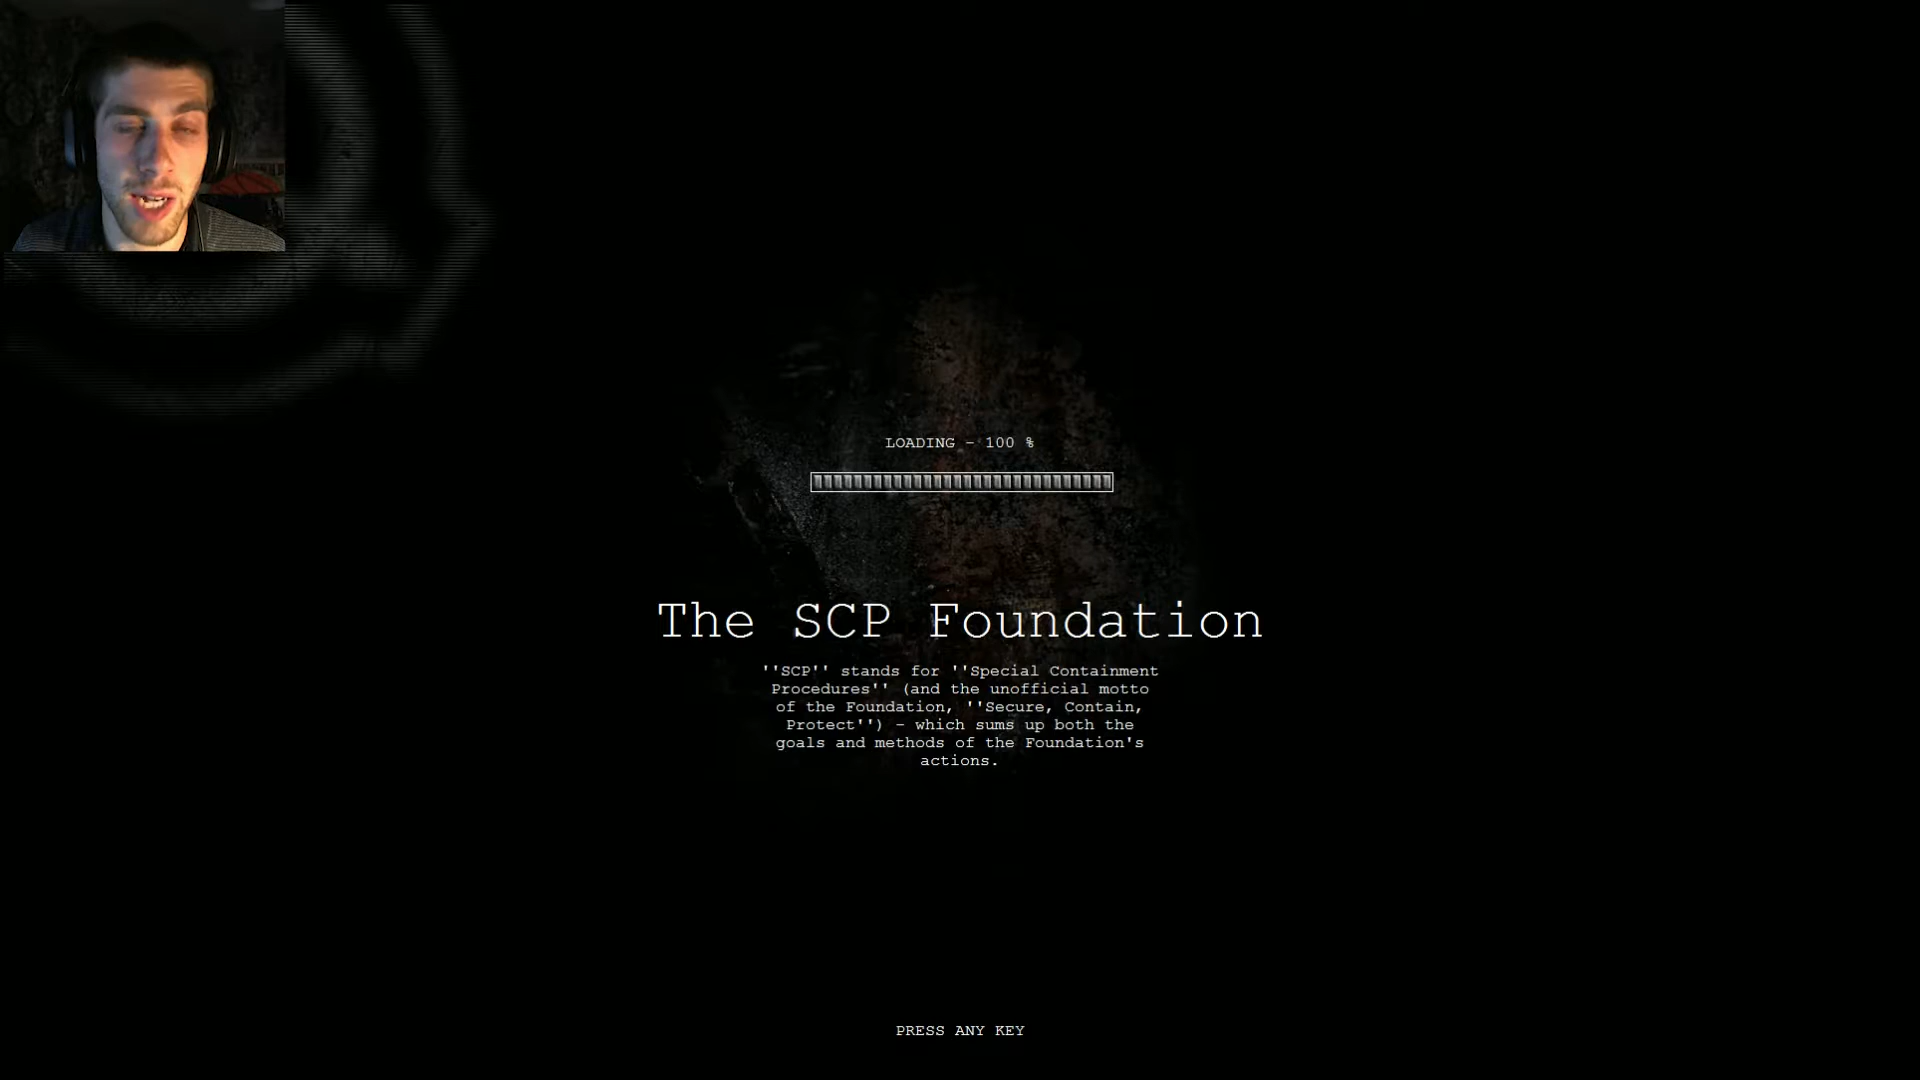 LOADING - 100 %
The SCP Foundation
''SCP'' stands for ''Special Containment
Procedures'' (and the unofficial motto
of the Foundation, ''Secure, Contain,
Protect'') - which sums up both the
goals and methods of the Foundation's
actions.
PRESS ANY KEY